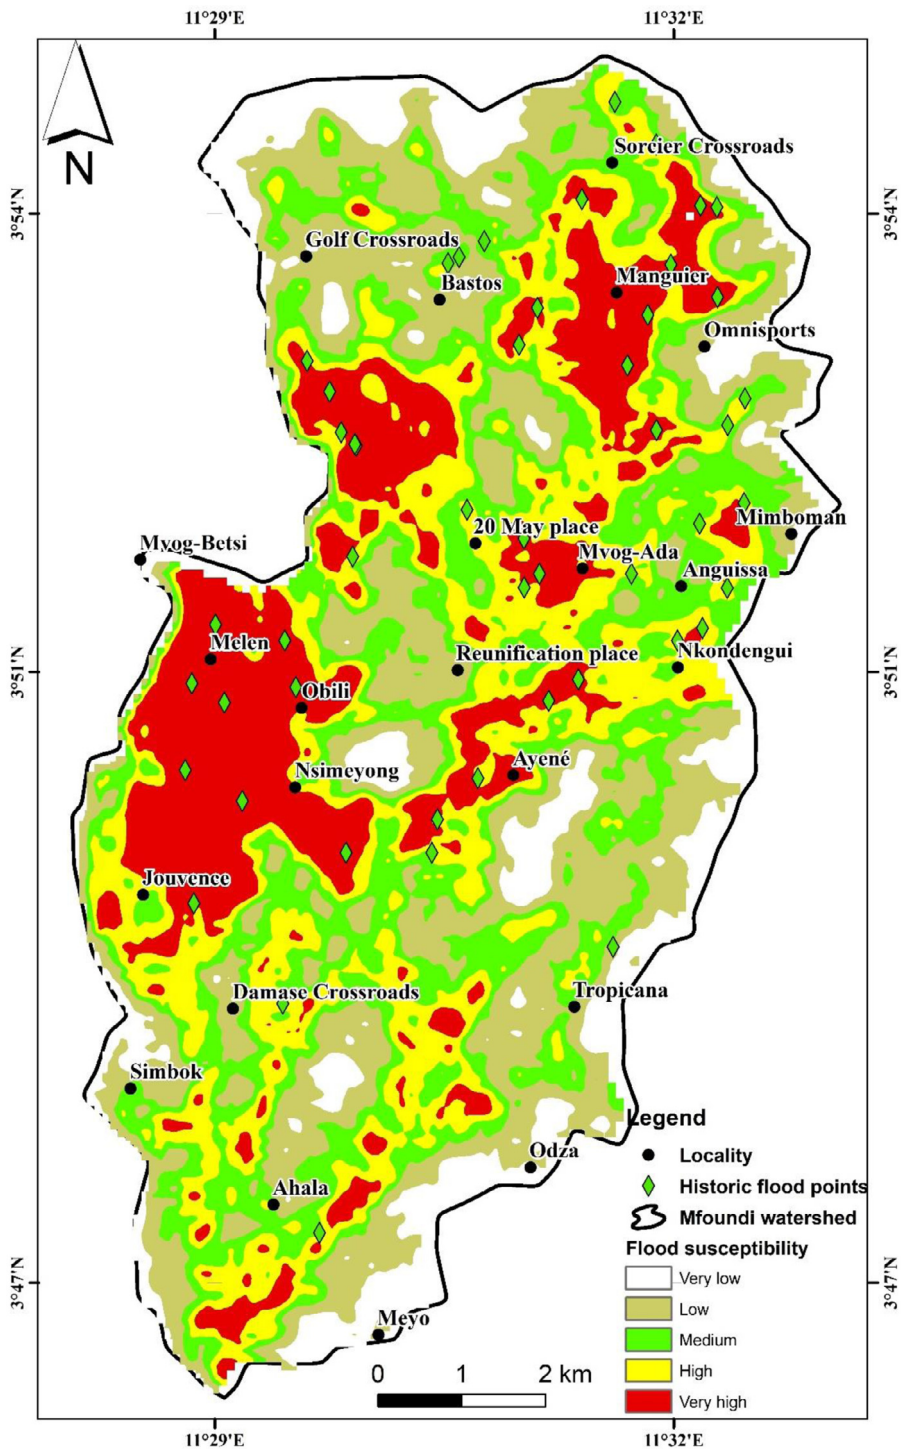 11°29'E 11°32'E
N
Sorcier Crossroads
3°54'N 3°54'N
Golf Crossroads
Bastos
Manguier
Omnisports
20 May place
Mimboman
Mvog-Betsi
Mvog-Ada
Anguissa
Melen
Reunification place
Nkondengui
3°51'N 3°51'N
Obili
Nsimeyong
Ayené
Jouvence
Damase Crossroads
Tropicana
Simbok
Legend
Odza
Locality
Ahala
Historic flood points
Mfoundi watershed
Flood susceptibility
3°47'N 3°47'N
Very low
Low
Meyo
Medium
0 1 2 km
High
Very high
11°29'E 11°32'E